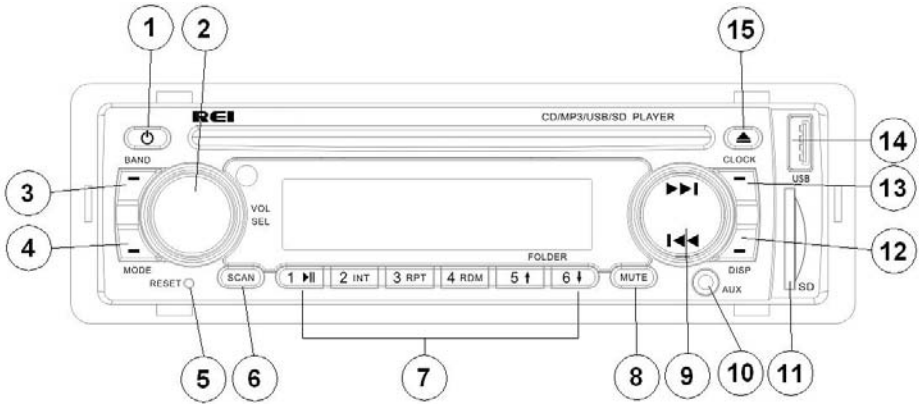 1 2 15
REI CD/MP3/USB/SD PLAYER
BAND CLOCK
14
USB
3 13
VOL
SEL
4 12
FOLDER
MODE DISP
SCAN 1 2 INT 3 RPT 4 RDM 5 ↑ 6 ↓ MUTE
RESET AUX SD
5 6 7 8 9 10 11